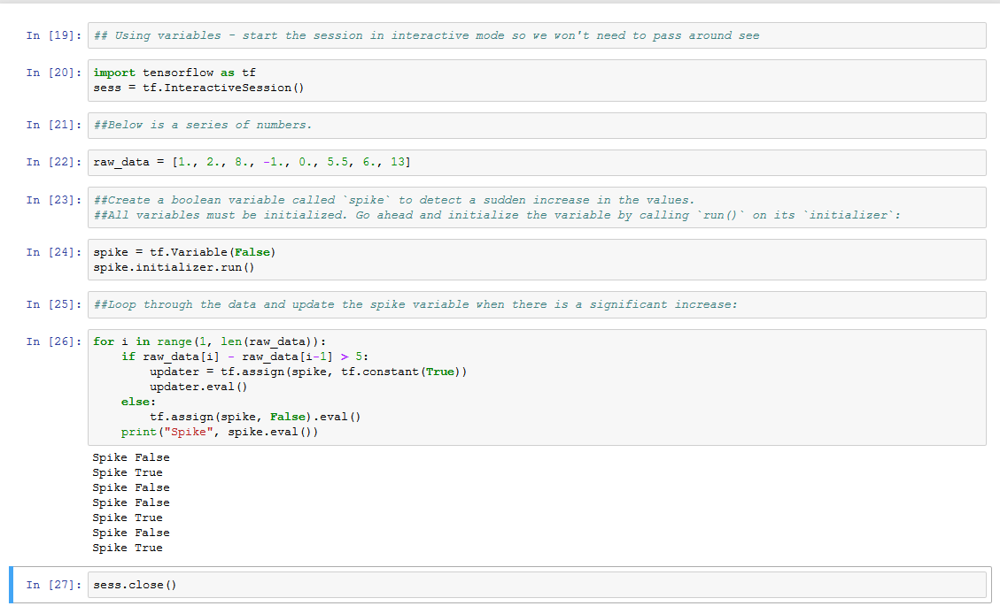 In [19]: ## Using variables - start the session in interactive mode so we won't need to pass around see
In [20]: import tensorflow as tf
sess = tf.InteractiveSession()
In [21]: ##Below is a series of numbers.
In [22]: raw_data = [1., 2., 8., -1., 0., 5.5, 6., 13]
In [23]: ##Create a boolean variable called `spike` to detect a sudden increase in the values.
##All variables must be initialized. Go ahead and initialize the variable by calling `run()` on its `initializer`:
In [24]: spike = tf.Variable(False)
spike.initializer.run()
In [25]: ##Loop through the data and update the spike variable when there is a significant increase:
In [26]: for i in range(1, len(raw_data)):
    if raw_data[i] - raw_data[i-1] > 5:
        updater = tf.assign(spike, tf.constant(True))
        updater.eval()
    else:
        tf.assign(spike, False).eval()
    print("Spike", spike.eval())
Spike False
Spike True
Spike False
Spike False
Spike True
Spike False
Spike True
In [27]: sess.close()